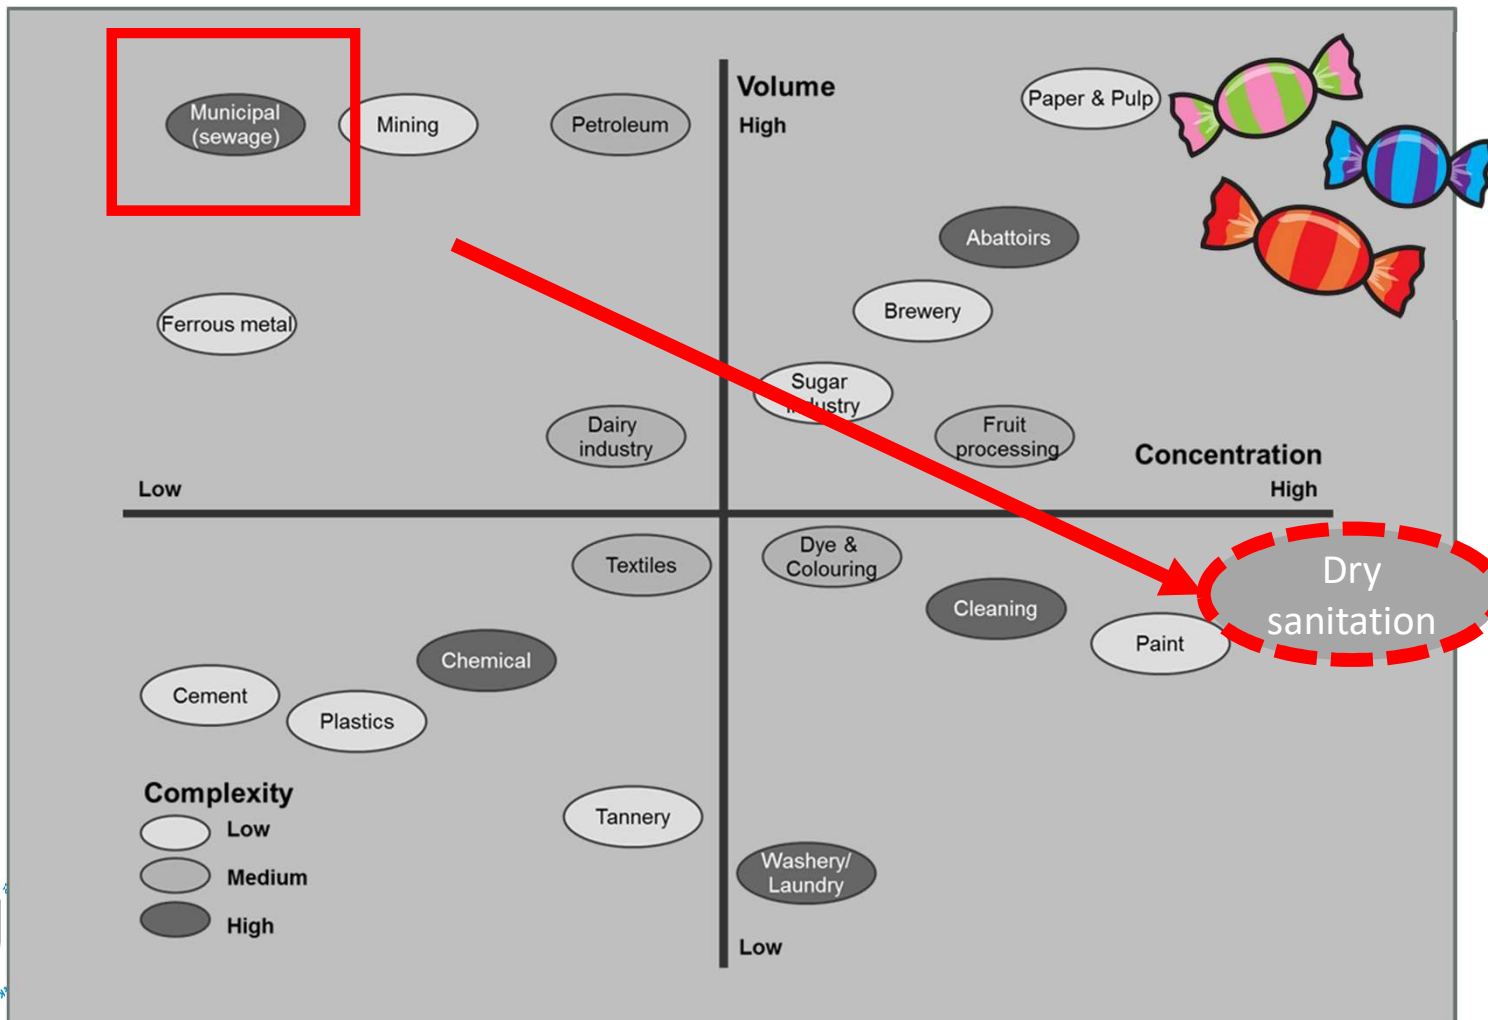 Volume
High
Municipal
(sewage)
Mining
Petroleum
Paper & Pulp
Abattoirs
Brewery
Ferrous metal
Sugar
industry
Dairy
industry
Fruit
processing
Concentration
Low
High
Textiles
Dye &
Colouring
Dry
sanitation
Cleaning
Paint
Chemical
Cement
Plastics
Complexity
Low
Medium
High
Tannery
Washery/
Laundry
Low